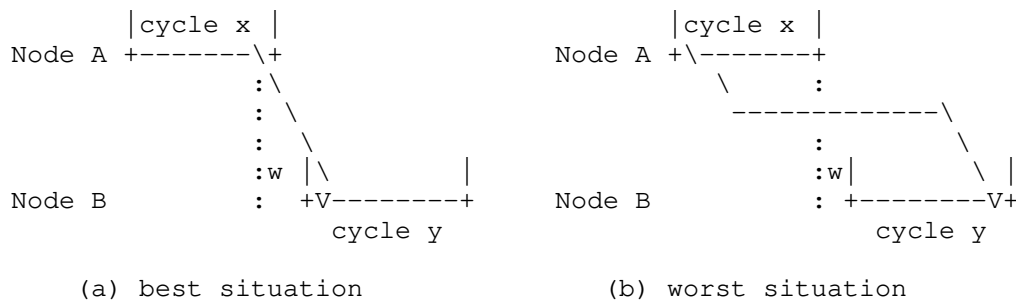 |cycle x | |cycle x |
Node A +-------\+ Node A +\-------+
:\ \ :
: \ -------------\
: \ : \
:w |\ | :w| \ |
Node B : +V-------+ Node B : +-------V+
cycle y cycle y
(a) best situation (b) worst situation